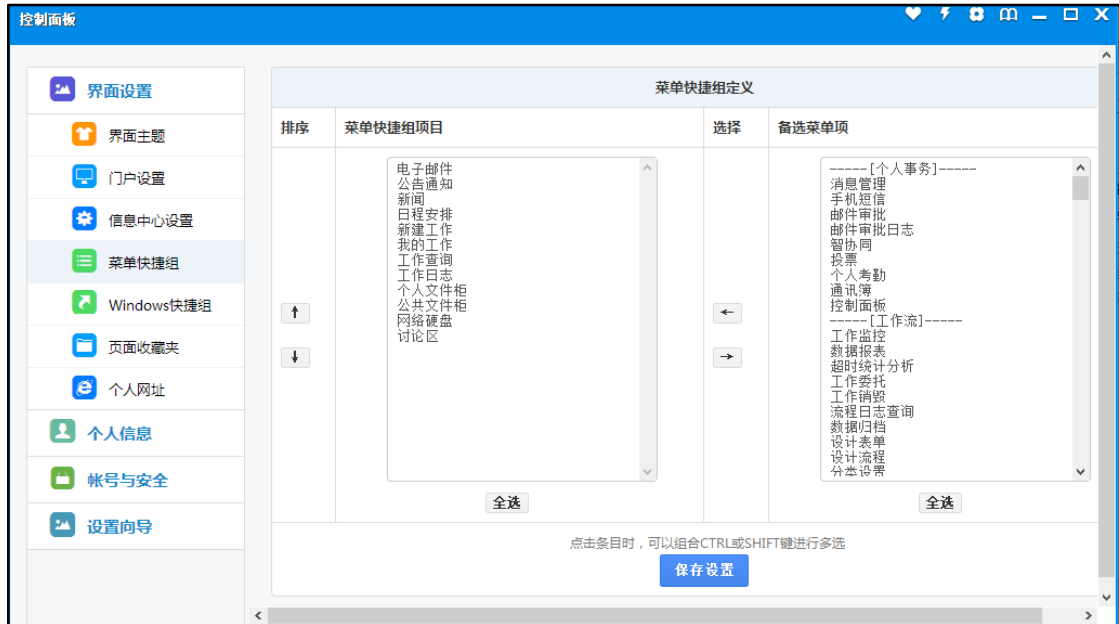 控制面板
界面设置
界面主题
门户设置
信息中心设置
菜单快捷组
Windows快捷组
页面收藏夹
个人网址
个人信息
帐号与安全
设置向导
菜单快捷组定义
排序
菜单快捷组项目
选择
备选菜单项
电子邮件
公告通知
新闻
日程安排
新建工作
我的工作
工作查询
工作日志
个人文件柜
公共文件柜
网络硬盘
讨论区
全选
-----[个人事务]-----
消息管理
手机短信
邮件审批
邮件审批日志
智协同
投票
个人考勤
通讯簿
控制面板
-----[工作流]-----
工作监控
数据报表
超时统计分析
工作委托
工作销毁
流程日志查询
数据归档
设计表单
设计流程
分类设置
全选
点击条目时，可以组合CTRL或SHIFT键进行多选
保存设置